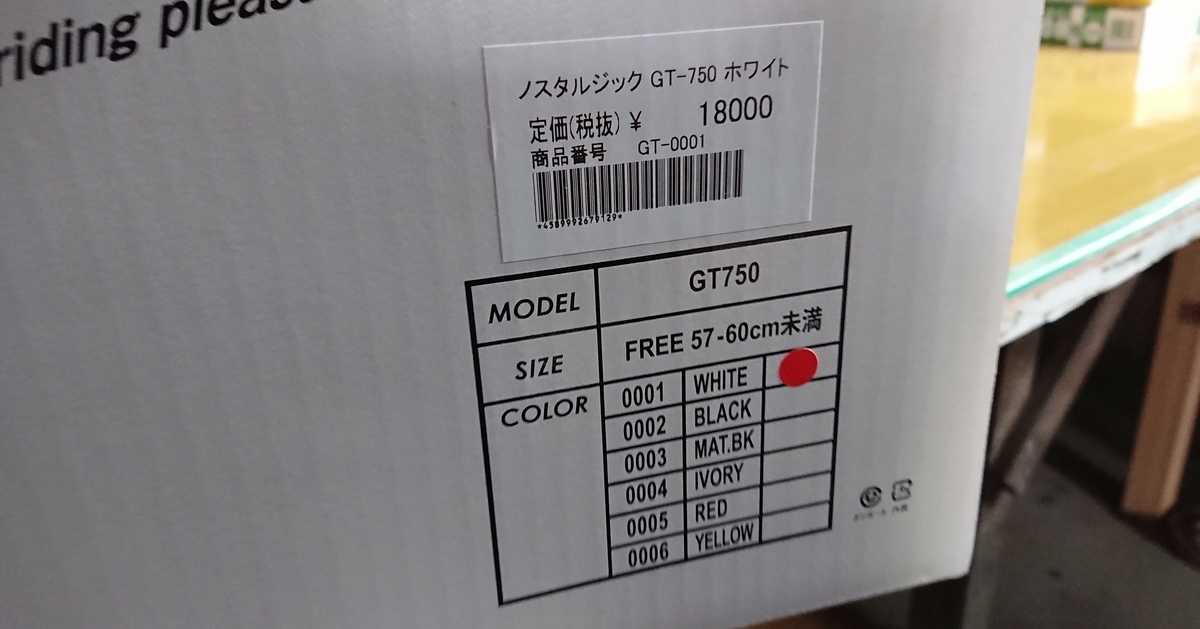 riding please
ノスタルジック GT-750 ホワイト
定価(税抜) ¥ 18000
商品番号 GT-0001
*4589992679129*
MODEL GT750
SIZE FREE 57-60cm未満
COLOR 0001 WHITE
0002 BLACK
0003 MAT.BK
0004 IVORY
0005 RED
0006 YELLOW